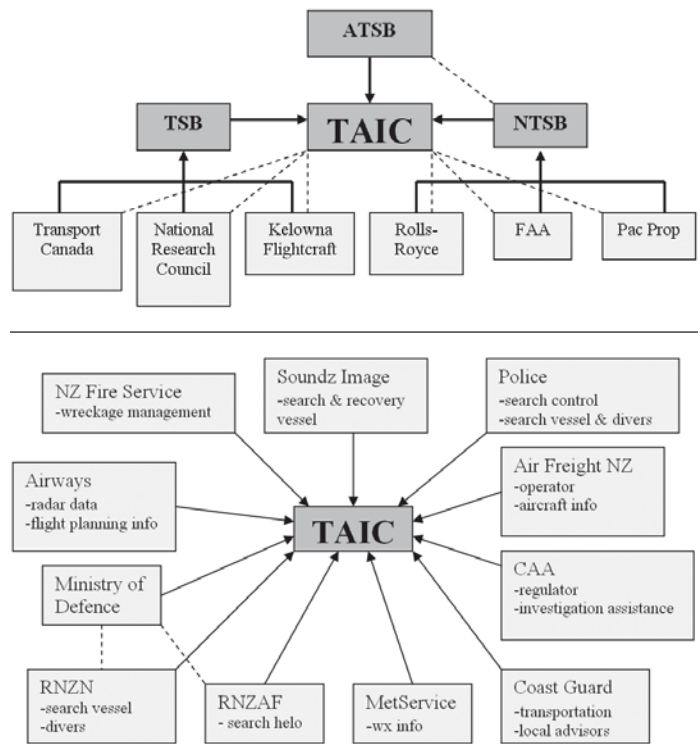 ATSB
TSB
TAIC
NTSB
Transport
Canada
National
Research
Council
Kelowna
Flightcraft
Rolls-
Royce
FAA
Pac Prop
NZ Fire Service
-wreckage management
Soundz Image
-search & recovery
vessel
Police
-search control
-search vessel & divers
Airways
-radar data
-flight planning info
TAIC
Air Freight NZ
-operator
-aircraft info
Ministry of
Defence
CAA
-regulator
-investigation assistance
RNZN
-search vessel
-divers
RNZAF
- search helo
MetService
-wx info
Coast Guard
-transportation
-local advisors